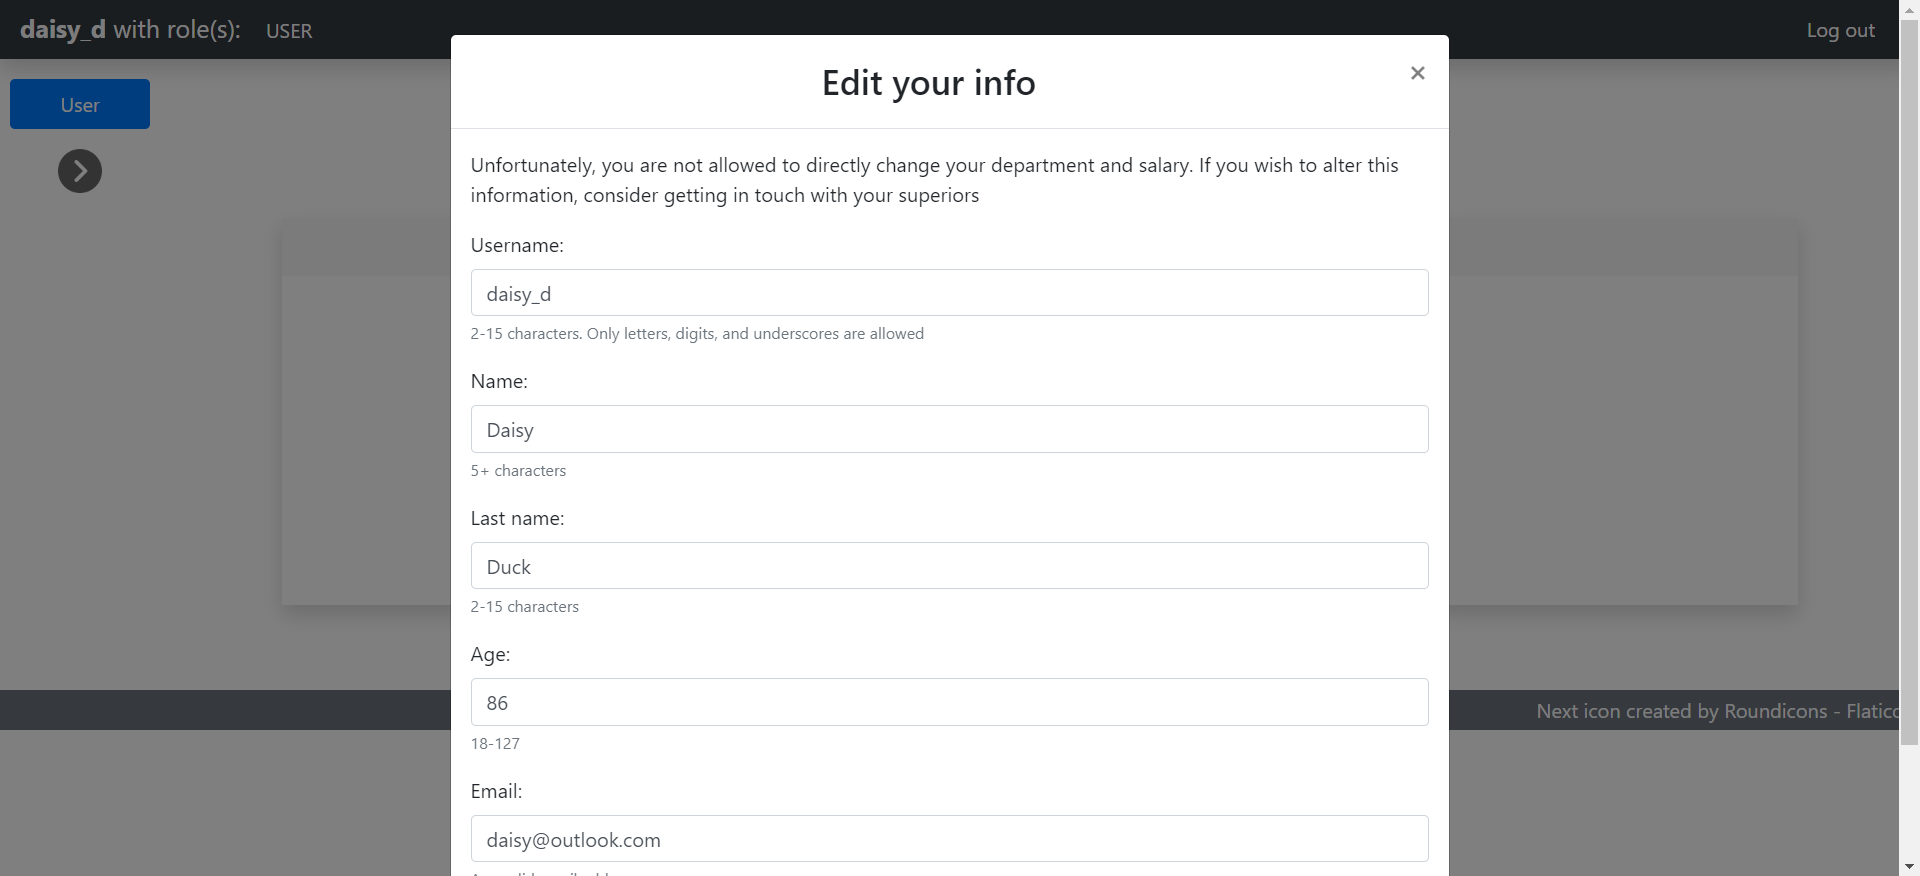 daisy_d with role(s): USER
Log out
User
Edit your info
×
Unfortunately, you are not allowed to directly change your department and salary. If you wish to alter this
information, consider getting in touch with your superiors
Username:
daisy_d
2-15 characters. Only letters, digits, and underscores are allowed
Name:
Daisy
5+ characters
Last name:
Duck
2-15 characters
Age:
86
18-127
Email:
daisy@outlook.com
Next icon created by Roundicons - Flatico